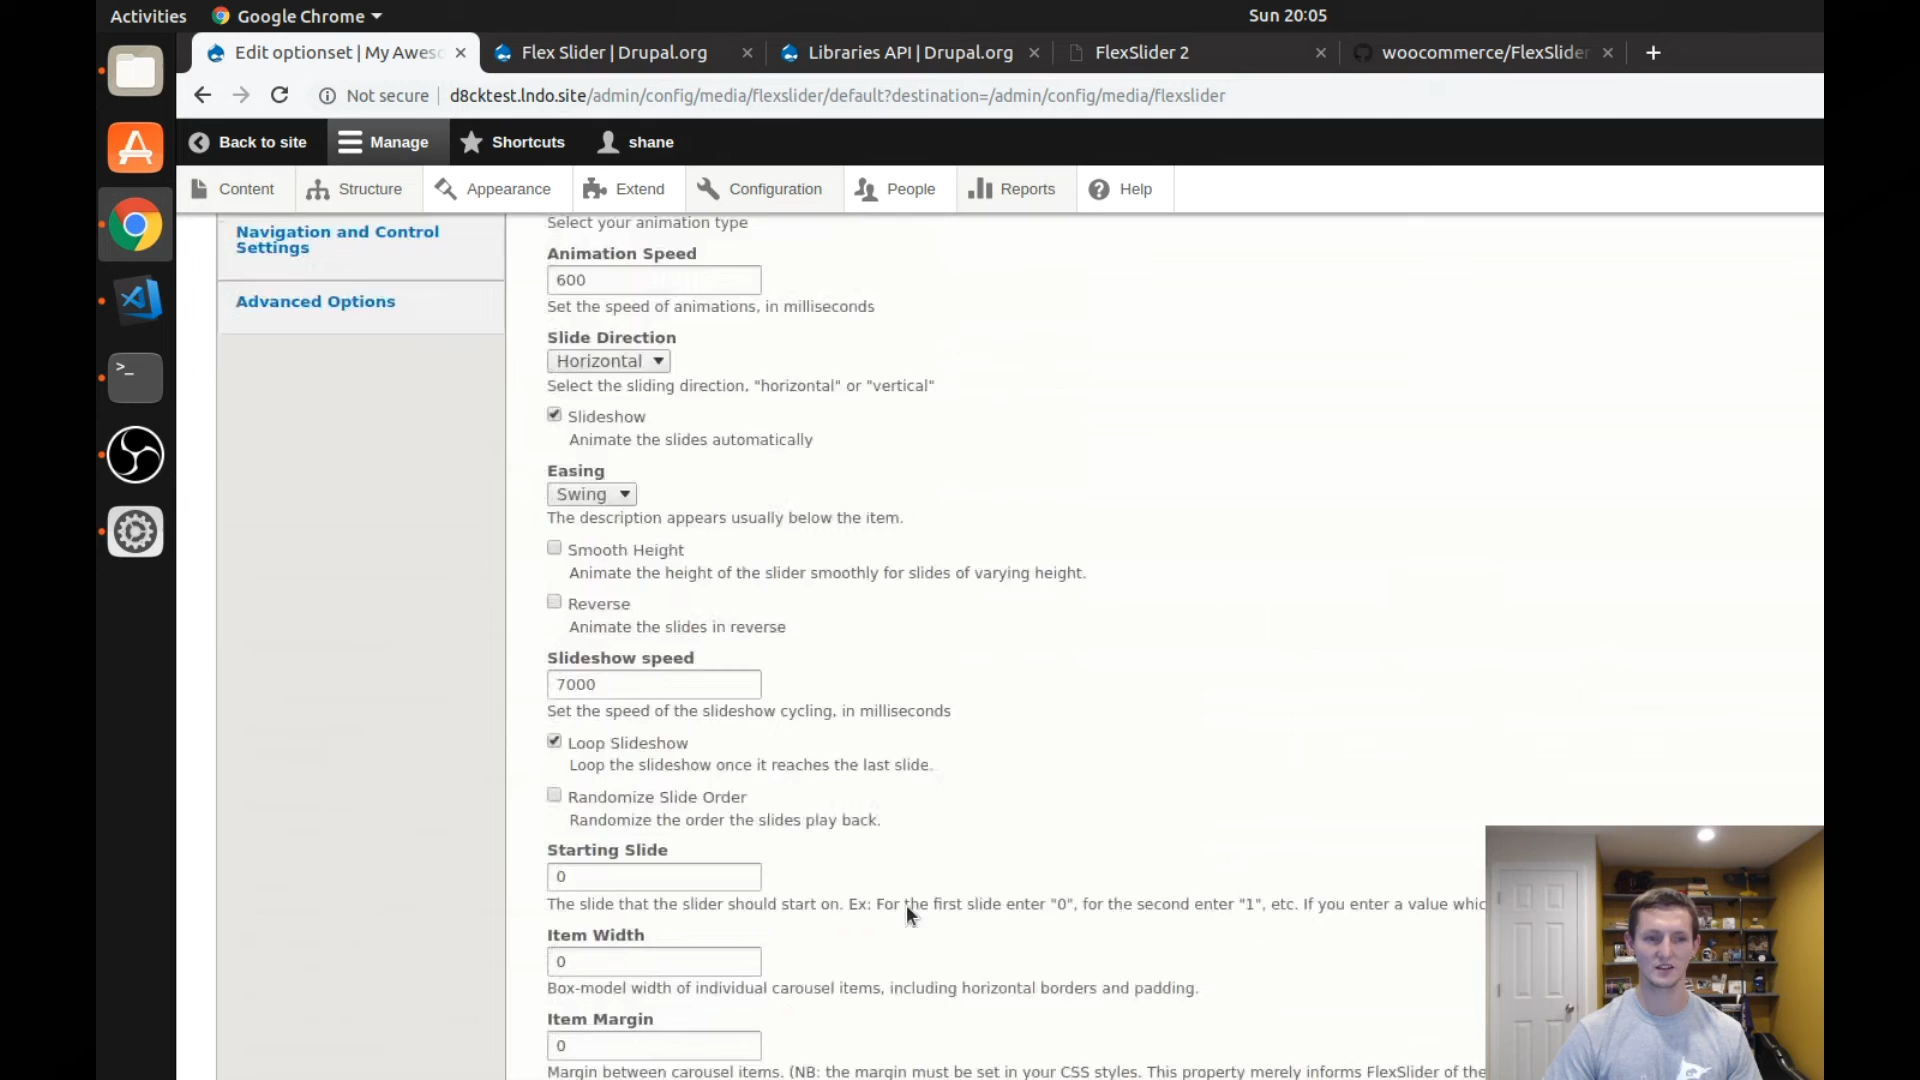 Activities Google Chrome Sun 20:05
Edit optionset | My Aweso Flex Slider | Drupal.org Libraries API | Drupal.org FlexSlider 2 woocommerce/FlexSlider
Not secure d8cktest.lndo.site/admin/config/media/flexslider/default?destination=/admin/config/media/flexslider
Back to site Manage Shortcuts shane
Content Structure Appearance Extend Configuration People Reports Help
Navigation and Control
Settings
Advanced Options
Select your animation type
Animation Speed
600
Set the speed of animations, in milliseconds
Slide Direction
Horizontal
Select the sliding direction, "horizontal" or "vertical"
Slideshow
Animate the slides automatically
Easing
Swing
The description appears usually below the item.
Smooth Height
Animate the height of the slider smoothly for slides of varying height.
Reverse
Animate the slides in reverse
Slideshow speed
7000
Set the speed of the slideshow cycling, in milliseconds
Loop Slideshow
Loop the slideshow once it reaches the last slide.
Randomize Slide Order
Randomize the order the slides play back.
Starting Slide
0
The slide that the slider should start on. Ex: For the first slide enter "0", for the second enter "1", etc. If you enter a value whic
Item Width
0
Box-model width of individual carousel items, including horizontal borders and padding.
Item Margin
0
Margin between carousel items. (NB: the margin must be set in your CSS styles. This property merely informs FlexSlider of the